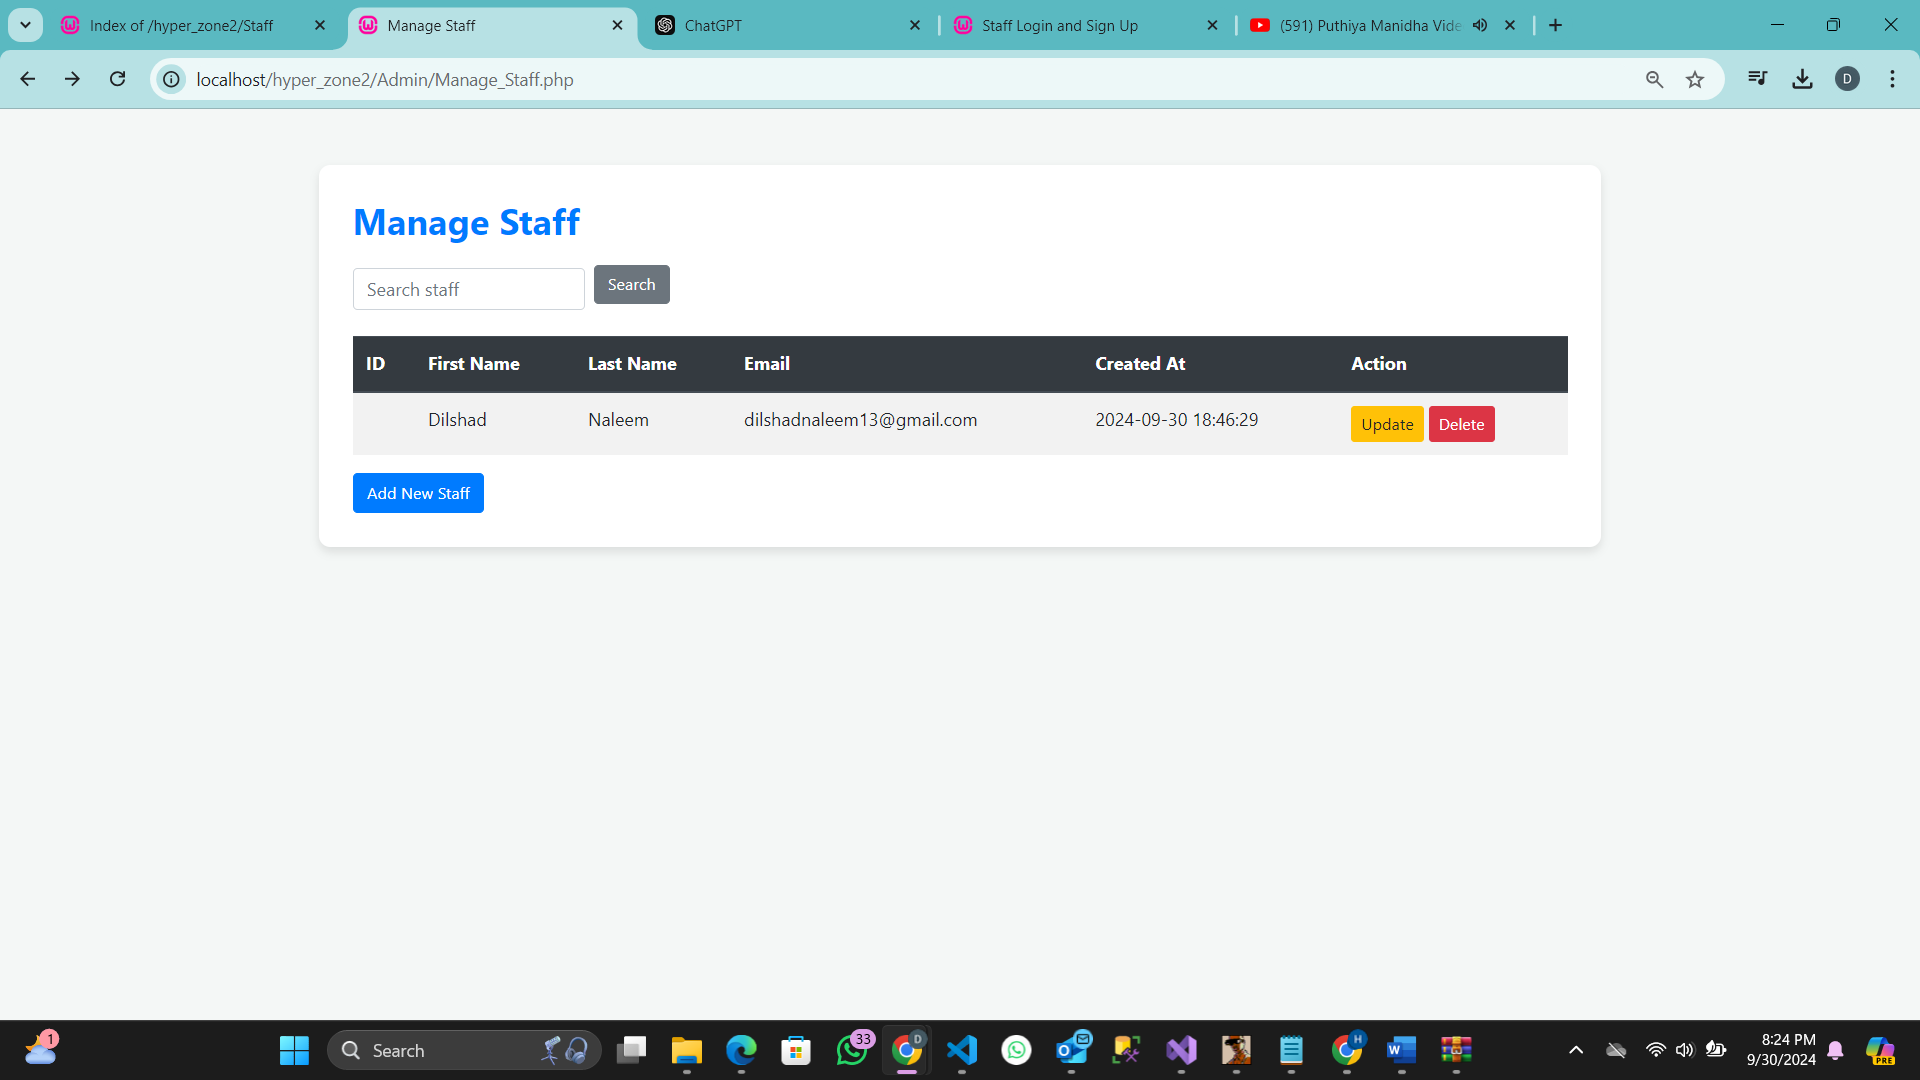 Index of /hyper_zone2/Staff
Manage Staff
ChatGPT
Staff Login and Sign Up
(591) Puthiya Manidha Vide
localhost/hyper_zone2/Admin/Manage_Staff.php
D
Manage Staff
Search staff
Search
ID First Name Last Name Email Created At Action
Dilshad Naleem dilshadnaleem13@gmail.com 2024-09-30 18:46:29 Update Delete
Add New Staff
1
Search
33
D
H
PRE
8:24 PM
9/30/2024